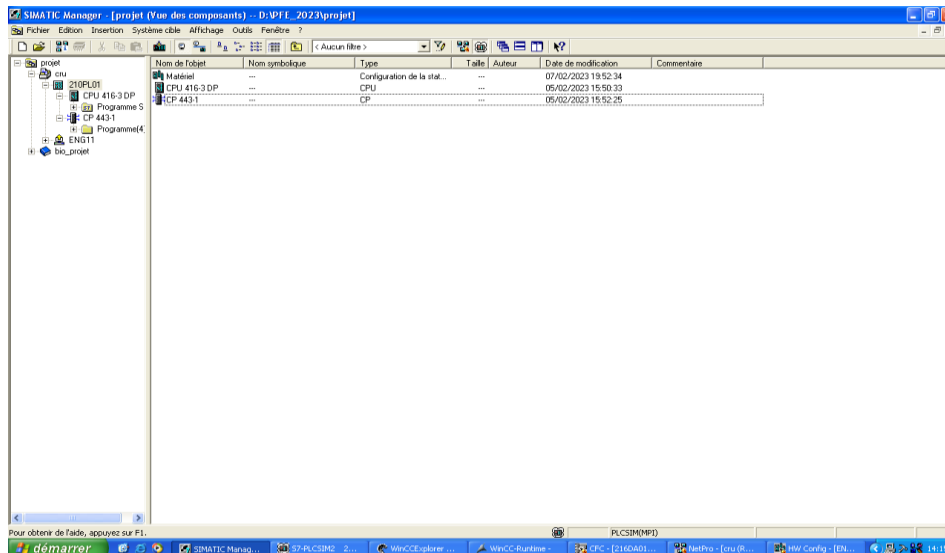 SIMATIC Manager - [projet (Vue des composants) -- D:\PFE_2023\projet]
Fichier Edition Insertion Système cible Affichage Outils Fenêtre ?
< Aucun filtre >
projet
cru
210PL01
CPU 416-3 DP
Programme S
CP 443-1
Programme(4
ENG11
bio_projet
Nom de l'objet Nom symbolique Type Taille Auteur Date de modification Commentaire
Matériel --- Configuration de la stat... --- 07/02/2023 19:52:34
CPU 416-3 DP --- CPU --- 05/02/2023 15:50:33
CP 443-1 --- CP --- 05/02/2023 15:52:25
Pour obtenir de l'aide, appuyez sur F1.
PLCSIM(MPI)
démarrer SIMATIC Manag... S7-PLCSIM2 2... WinCCExplorer ... WinCC-Runtime - CFC - [216DA01... NetPro - [cru (R... HW Config - [EN...